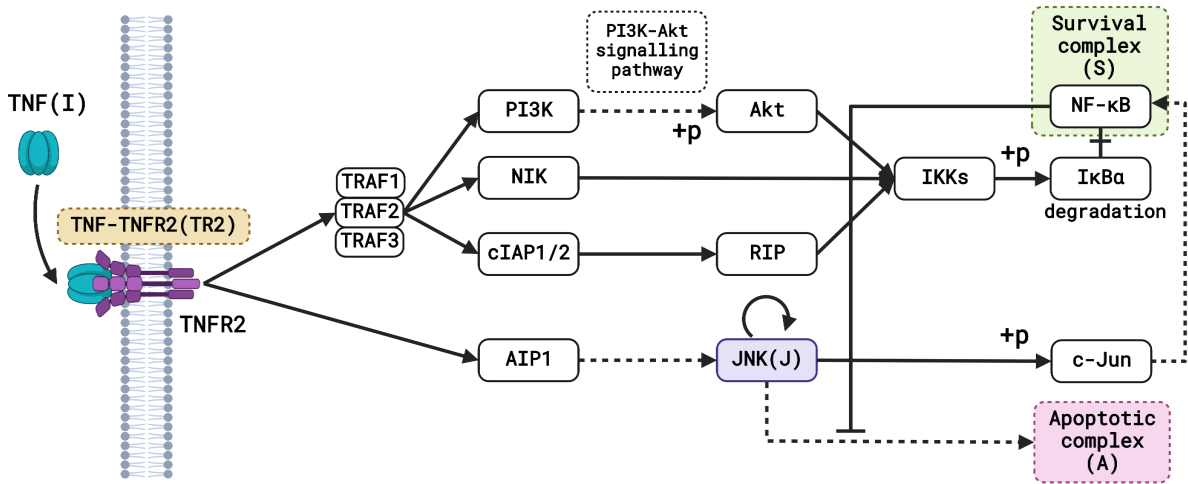 TNF(I)
TNF-TNFR2(TR2)
TNFR2
TRAF1
TRAF2
TRAF3
PI3K-Akt
signalling
pathway
PI3K
+p
Akt
NIK
cIAP1/2
RIP
AIP1
JNK(J)
IKKs
+p
Survival
complex
(S)
NF-κB
IκBα
degradation
+p
c-Jun
Apoptotic
complex
(A)